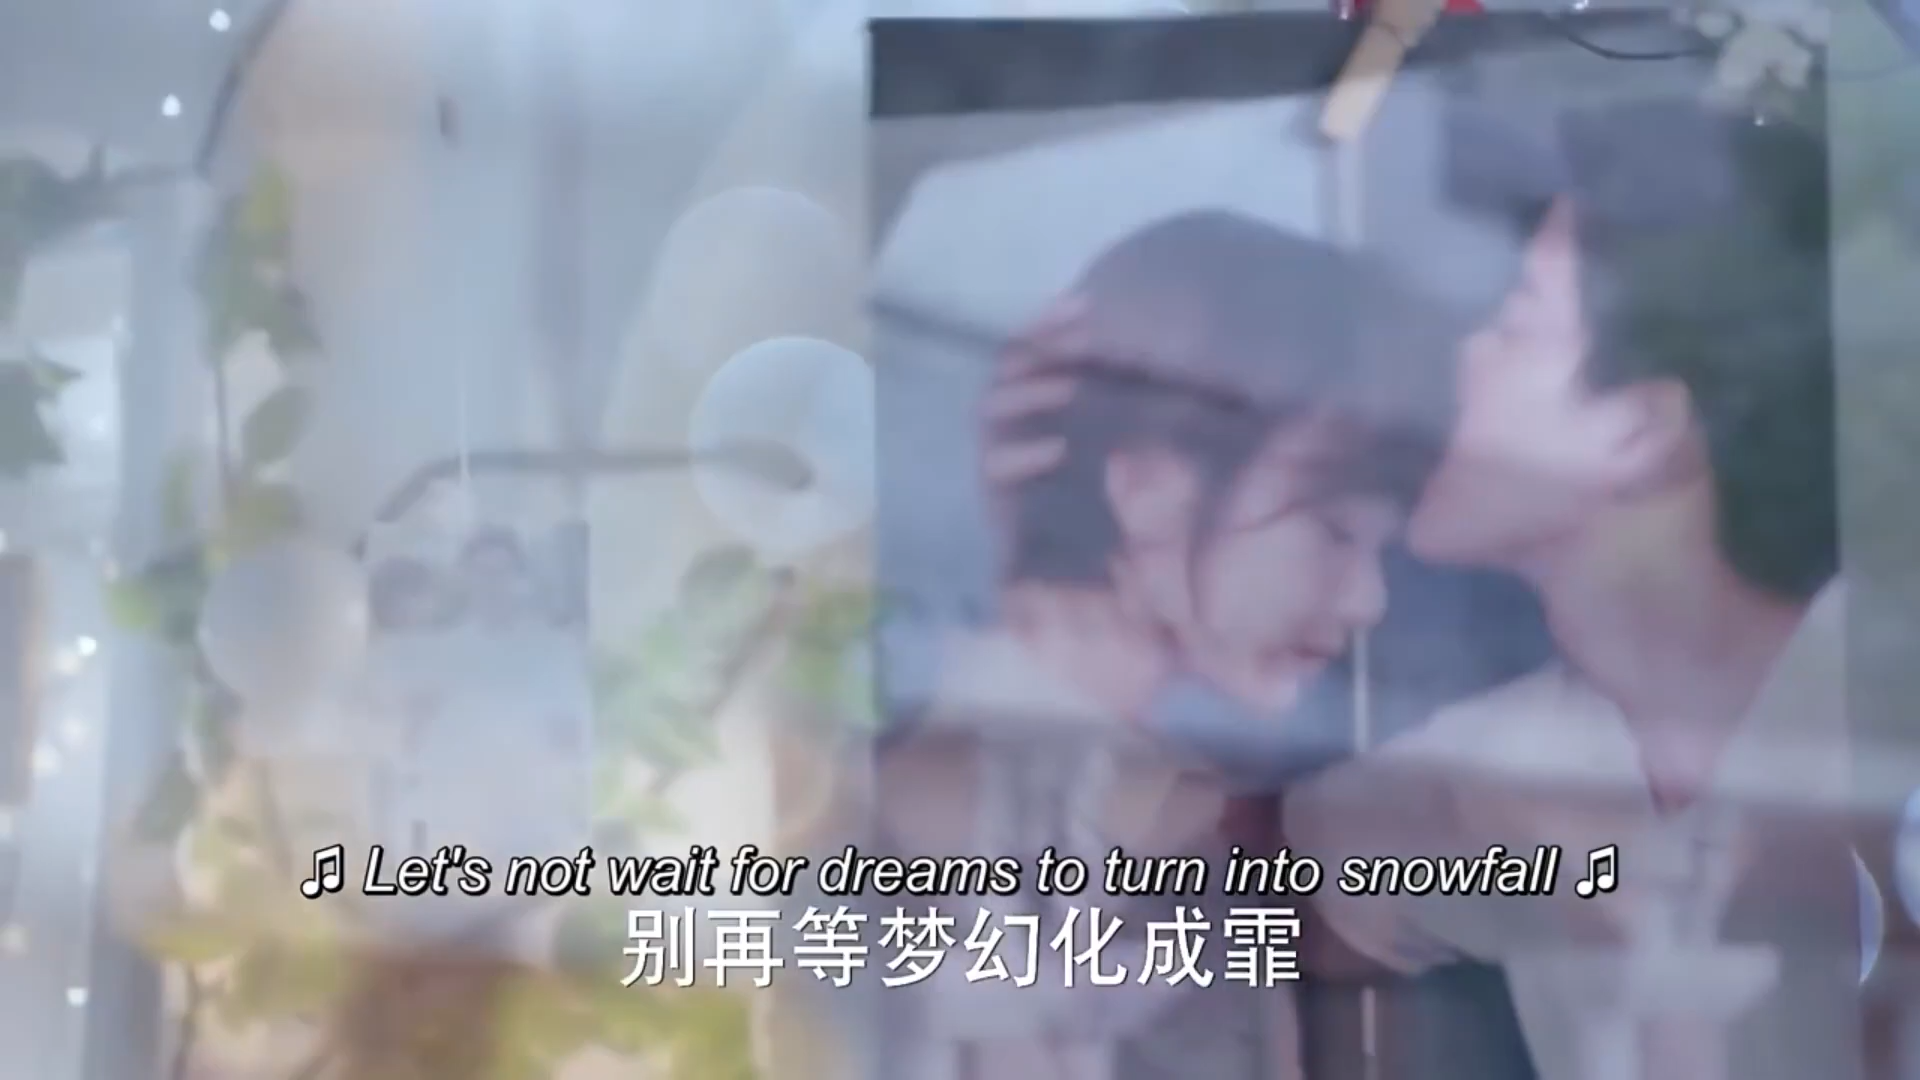 ♫ Let's not wait for dreams to turn into snowfall ♫
别再等梦幻化成霏